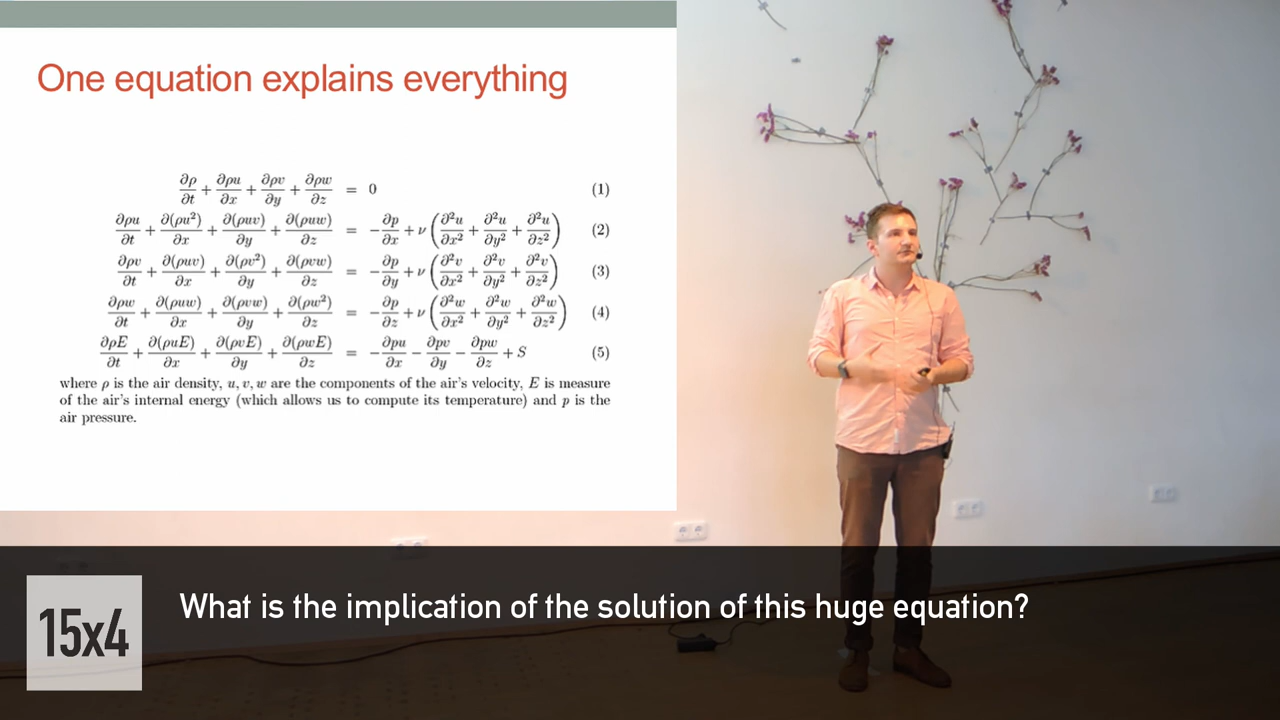 One equation explains everything
∂ρ/∂t + ∂ρu/∂x + ∂ρv/∂y + ∂ρw/∂z = 0 (1)
∂ρu/∂t + ∂(ρu²)/∂x + ∂(ρuv)/∂y + ∂(ρuw)/∂z = −∂p/∂x + ν(∂²u/∂x² + ∂²u/∂y² + ∂²u/∂z²) (2)
∂ρv/∂t + ∂(ρuv)/∂x + ∂(ρv²)/∂y + ∂(ρvw)/∂z = −∂p/∂y + ν(∂²v/∂x² + ∂²v/∂y² + ∂²v/∂z²) (3)
∂ρw/∂t + ∂(ρuw)/∂x + ∂(ρvw)/∂y + ∂(ρw²)/∂z = −∂p/∂z + ν(∂²w/∂x² + ∂²w/∂y² + ∂²w/∂z²) (4)
∂ρE/∂t + ∂(ρuE)/∂x + ∂(ρvE)/∂y + ∂(ρwE)/∂z = −∂pu/∂x − ∂pv/∂y − ∂pw/∂z + S (5)
where ρ is the air density, u, v, w are the components of the air's velocity, E is measure
of the air's internal energy (which allows us to compute its temperature) and p is the
air pressure.
15x4
What is the implication of the solution of this huge equation?